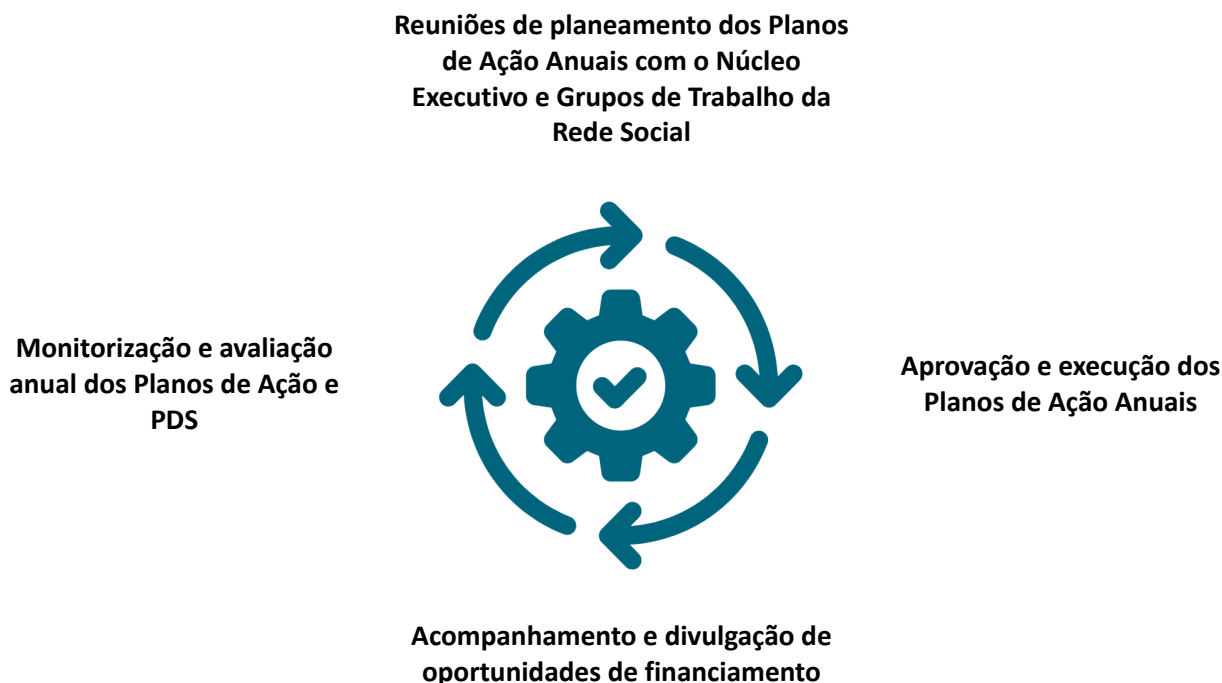 Reuniões de planeamento dos Planos
de Ação Anuais com o Núcleo
Executivo e Grupos de Trabalho da
Rede Social
Monitorização e avaliação
anual dos Planos de Ação e
PDS
Aprovação e execução dos
Planos de Ação Anuais
Acompanhamento e divulgação de
oportunidades de financiamento